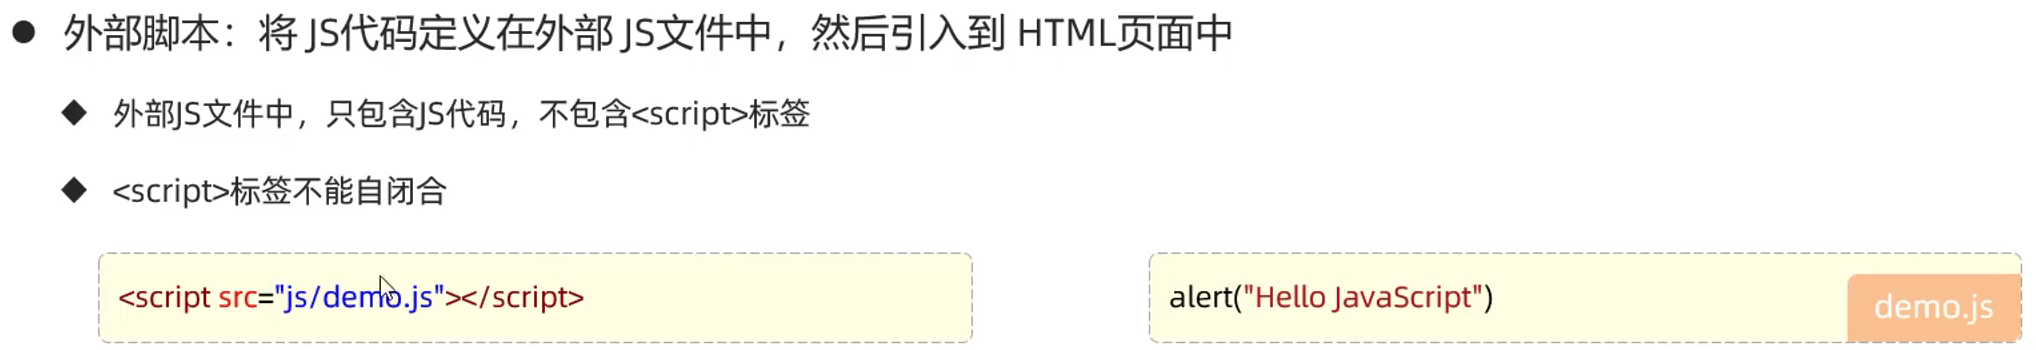 外部脚本：将 JS代码定义在外部 JS文件中，然后引入到 HTML页面中
外部JS文件中，只包含JS代码，不包含<script>标签
<script>标签不能自闭合
<script src="js/demo.js"></script>
alert("Hello JavaScript")
demo.js